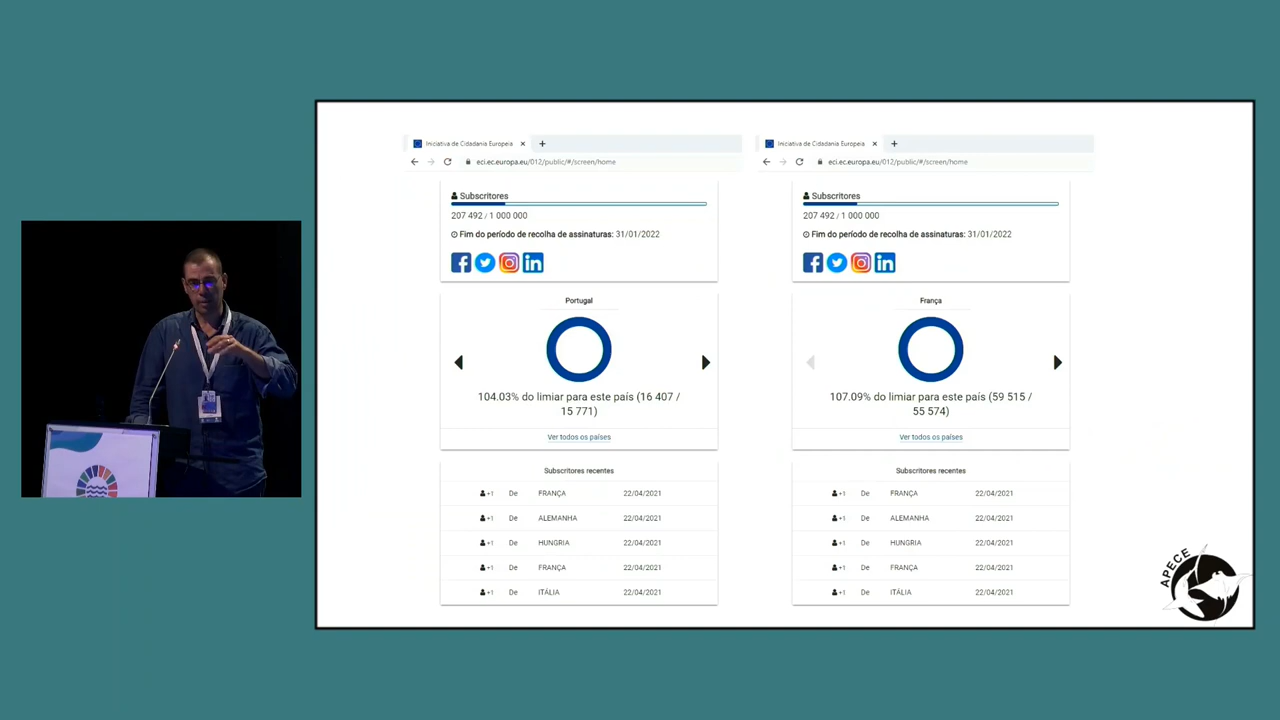 Iniciativa de Cidadania Europeia
eci.ec.europa.eu/012/public/#/screen/home
Subscritores
207 492 / 1 000 000
Fim do período de recolha de assinaturas: 31/01/2022
Portugal
104.03% do limiar para este país (16 407 /
15 771)
Ver todos os países
Subscritores recentes
+1 De FRANÇA 22/04/2021
+1 De ALEMANHA 22/04/2021
+1 De HUNGRIA 22/04/2021
+1 De FRANÇA 22/04/2021
+1 De ITÁLIA 22/04/2021
Iniciativa de Cidadania Europeia
eci.ec.europa.eu/012/public/#/screen/home
Subscritores
207 492 / 1 000 000
Fim do período de recolha de assinaturas: 31/01/2022
França
107.09% do limiar para este país (59 515 /
55 574)
Ver todos os países
Subscritores recentes
+1 De FRANÇA 22/04/2021
+1 De ALEMANHA 22/04/2021
+1 De HUNGRIA 22/04/2021
+1 De FRANÇA 22/04/2021
+1 De ITÁLIA 22/04/2021
APECE